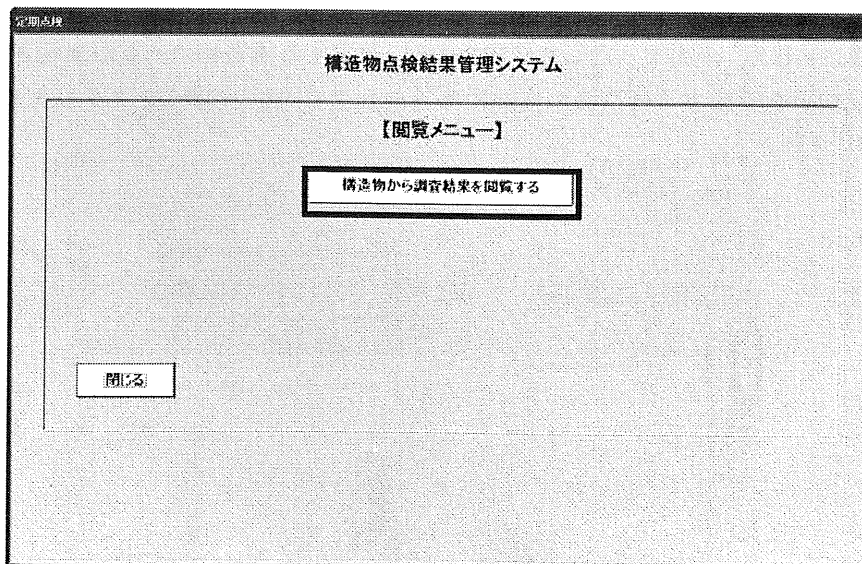 定期点検
構造物点検結果管理システム
【閲覧メニュー】
構造物から調査結果を閲覧する
閉じる